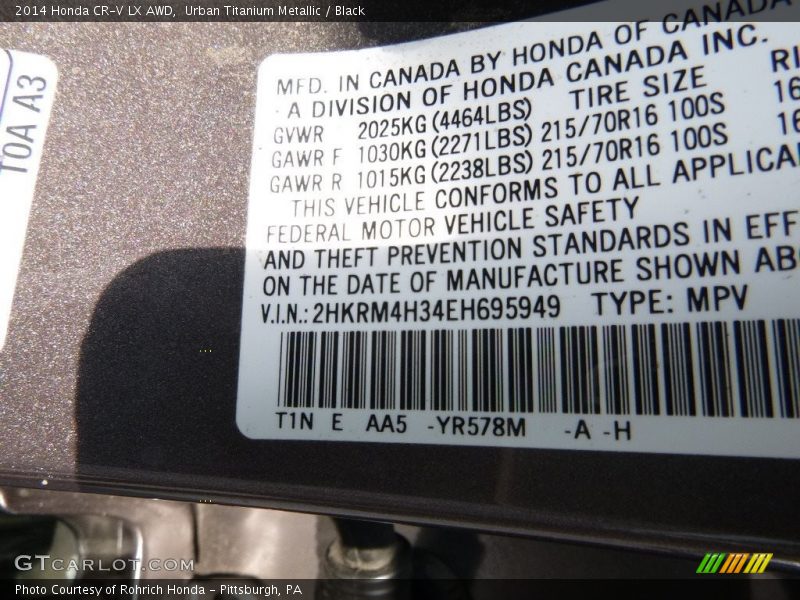 2014 Honda CR-V LX AWD, Urban Titanium Metallic / Black
T0A A3
MFD. IN CANADA BY HONDA OF CANADA
A DIVISION OF HONDA CANADA INC.
GVWR 2025KG (4464LBS) TIRE SIZE RI
GAWR F 1030KG (2271LBS) 215/70R16 100S 16
GAWR R 1015KG (2238LBS) 215/70R16 100S 16
THIS VEHICLE CONFORMS TO ALL APPLICA
FEDERAL MOTOR VEHICLE SAFETY
AND THEFT PREVENTION STANDARDS IN EFF
ON THE DATE OF MANUFACTURE SHOWN AB
V.I.N.: 2HKRM4H34EH695949 TYPE: MPV
T1N E AA5 -YR578M -A -H
GTCARLOT.COM
Photo Courtesy of Rohrich Honda - Pittsburgh, PA